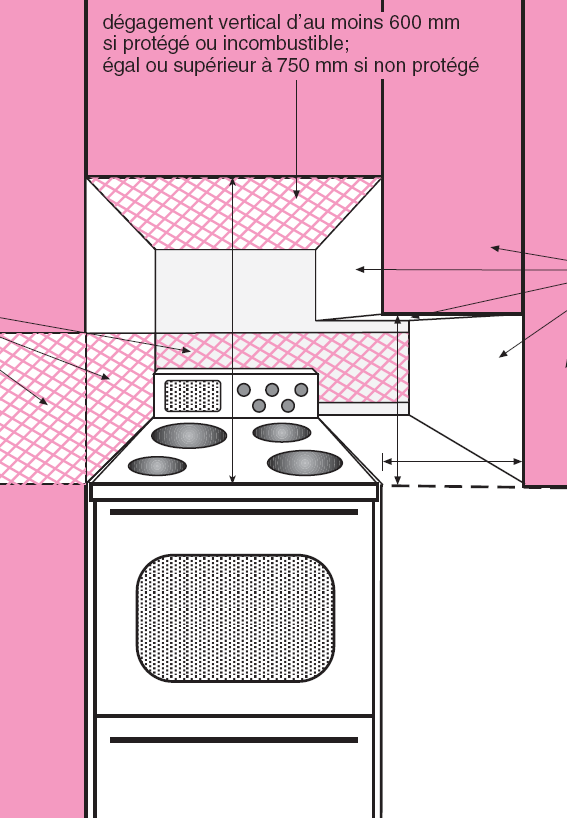 dégagement vertical d’au moins 600 mm
si protégé ou incombustible;
égal ou supérieur à 750 mm si non protégé